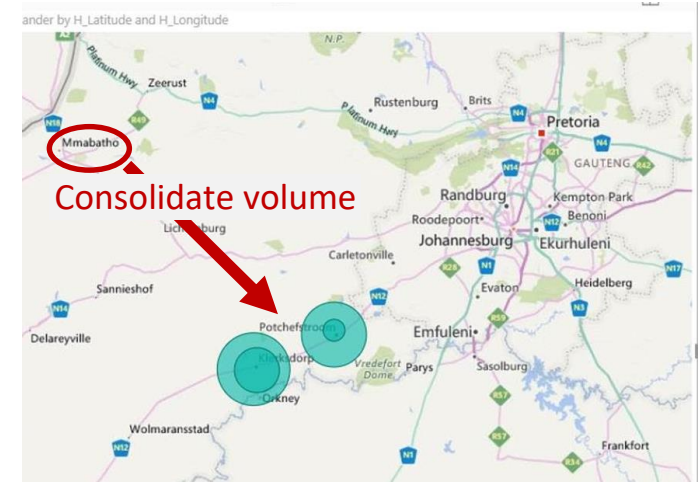 ander by H_Latitude and H_Longitude
N.P.
A2
Platinum Hwy
Zeerust
N4
Rustenburg
Brits
Platinum Hwy
N4
Pretoria
N18
R49
Mmabatho
N4
R21
GAUTENG
R42
N14
Consolidate volume
Randburg
Kempton Park
Roodepoort
Benoni
N12
Johannesburg
Ekurhuleni
Carletonville
R28
N1
N17
Sannieshof
Evaton
Heidelberg
N12
N14
N3
R59
Potchefstroom
Emfuleni
Delareyville
Klerksdorp
Vredefort
Dome
Parys
Sasolburg
Orkney
R57
Wolmaransstad
N12
R57
N1
Frankfort
R34